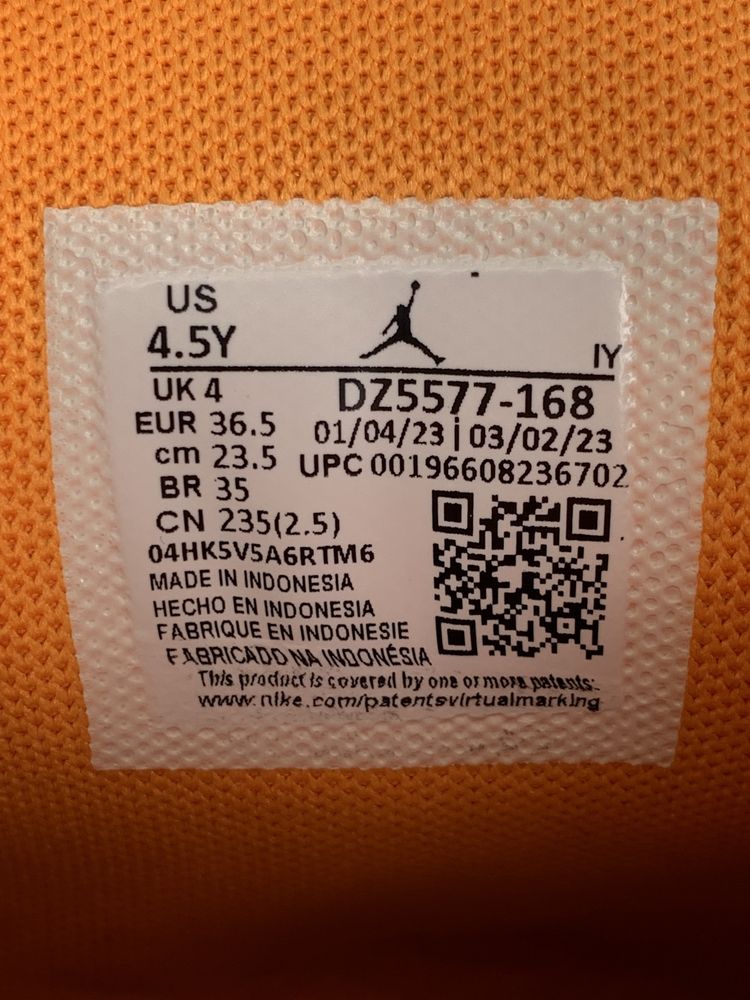 US
4.5Y
IY
UK 4
DZ5577-168
EUR 36.5
01/04/23 | 03/02/23
cm 23.5
UPC 00196608236702
BR 35
CN 235(2.5)
04HK5V5A6RTM6
MADE IN INDONESIA
HECHO EN INDONESIA
FABRIQUE EN INDONESIE
FABRICADO NA INDONÉSIA
This product is covered by one or more patents:
www.nike.com/patentsvirtualmarking